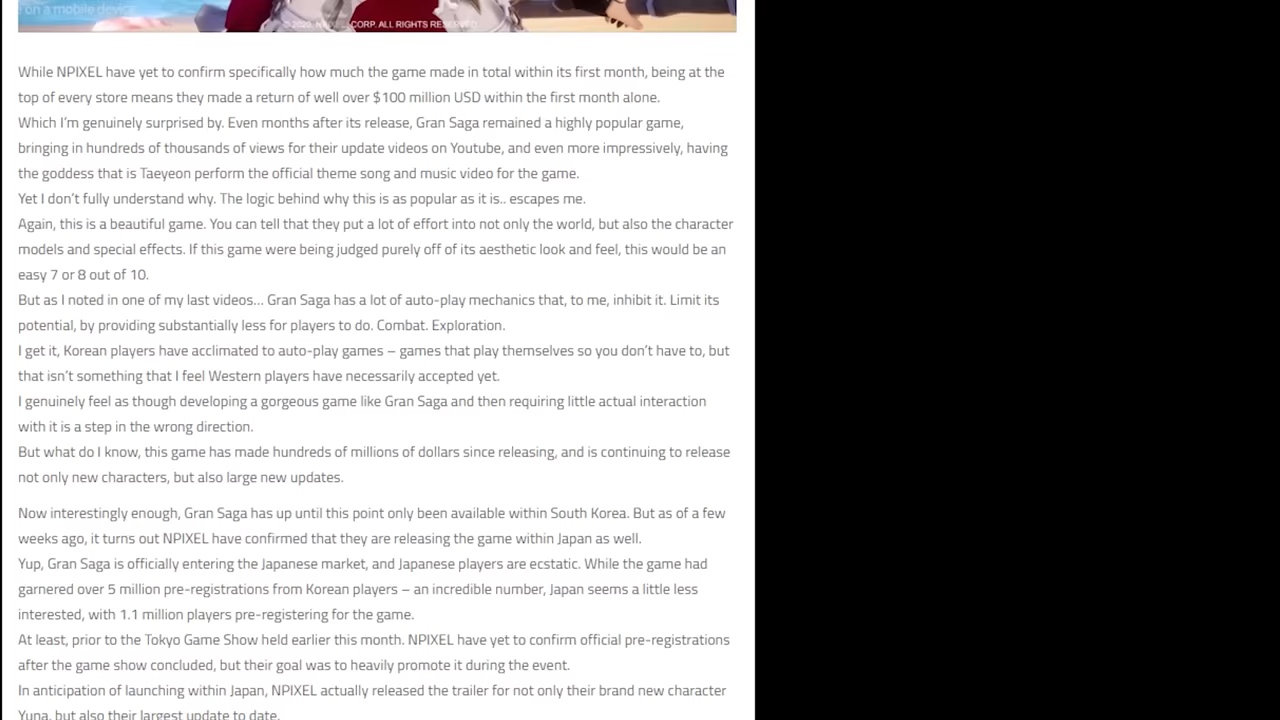 on a mobile device
© 2020. NPIXEL CORP. ALL RIGHTS RESERVED.
While NPIXEL have yet to confirm specifically how much the game made in total within its first month, being at the
top of every store means they made a return of well over $100 million USD within the first month alone.
Which I’m genuinely surprised by. Even months after its release, Gran Saga remained a highly popular game,
bringing in hundreds of thousands of views for their update videos on Youtube, and even more impressively, having
the goddess that is Taeyeon perform the official theme song and music video for the game.
Yet I don’t fully understand why. The logic behind why this is as popular as it is.. escapes me.
Again, this is a beautiful game. You can tell that they put a lot of effort into not only the world, but also the character
models and special effects. If this game were being judged purely off of its aesthetic look and feel, this would be an
easy 7 or 8 out of 10.
But as I noted in one of my last videos… Gran Saga has a lot of auto-play mechanics that, to me, inhibit it. Limit its
potential, by providing substantially less for players to do. Combat. Exploration.
I get it, Korean players have acclimated to auto-play games – games that play themselves so you don’t have to, but
that isn’t something that I feel Western players have necessarily accepted yet.
I genuinely feel as though developing a gorgeous game like Gran Saga and then requiring little actual interaction
with it is a step in the wrong direction.
But what do I know, this game has made hundreds of millions of dollars since releasing, and is continuing to release
not only new characters, but also large new updates.
Now interestingly enough, Gran Saga has up until this point only been available within South Korea. But as of a few
weeks ago, it turns out NPIXEL have confirmed that they are releasing the game within Japan as well.
Yup, Gran Saga is officially entering the Japanese market, and Japanese players are ecstatic. While the game had
garnered over 5 million pre-registrations from Korean players – an incredible number, Japan seems a little less
interested, with 1.1 million players pre-registering for the game.
At least, prior to the Tokyo Game Show held earlier this month. NPIXEL have yet to confirm official pre-registrations
after the game show concluded, but their goal was to heavily promote it during the event.
In anticipation of launching within Japan, NPIXEL actually released the trailer for not only their brand new character
Yuna, but also their largest update to date.